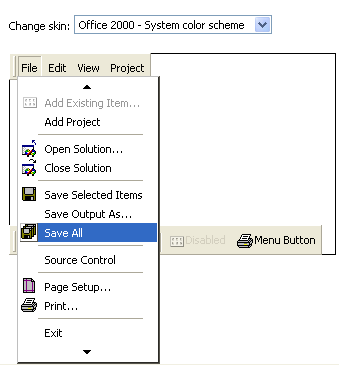 Change skin: Office 2000 - System color scheme
File Edit View Project
Add Existing Item...
Add Project
Open Solution...
Close Solution
Save Selected Items
Save Output As...
Save All
Disabled Menu Button
Source Control
Page Setup...
Print...
Exit